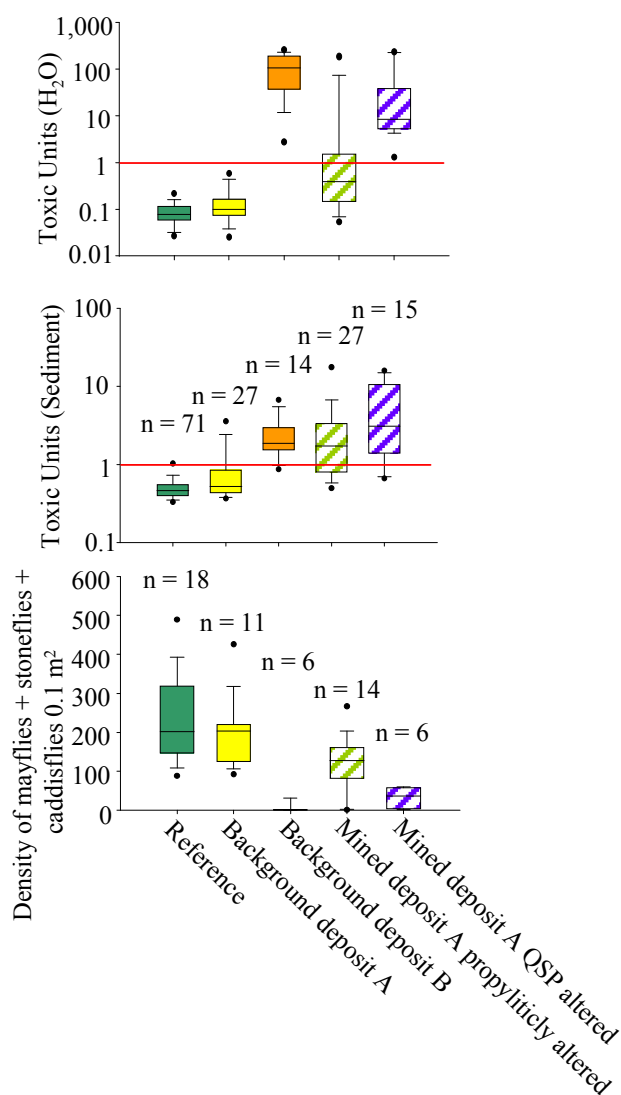 Toxic Units (H₂O)
1,000
100
10
1
0.1
0.01
Toxic Units (Sediment)
100
10
1
0.1
n = 71
n = 27
n = 14
n = 27
n = 15
Density of mayflies + stoneflies +
caddisflies 0.1 m²
600
500
400
300
200
100
0
n = 18
n = 11
n = 6
n = 14
n = 6
Reference
Background deposit A
Background deposit B
Mined deposit A propyliticly altered
Mined deposit A QSP altered